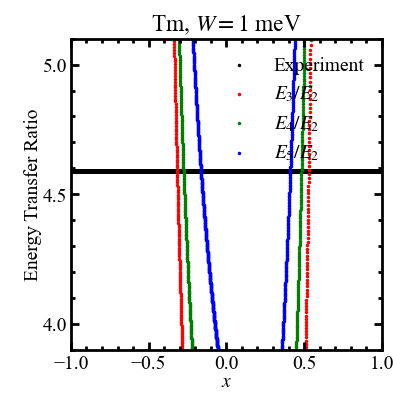 Tm, W = 1 meV
Experiment
E₃/E₂
E₄/E₂
E₅/E₂
5.0
4.5
4.0
Energy Transfer Ratio
−1.0 −0.5 0.0 0.5 1.0
x